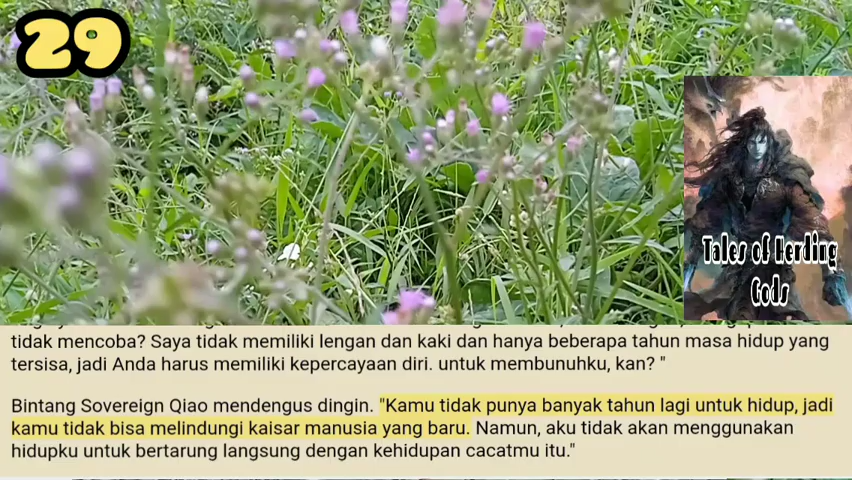 29
Tales of Herding
Gods
tidak mencoba? Saya tidak memiliki lengan dan kaki dan hanya beberapa tahun masa hidup yang
tersisa, jadi Anda harus memiliki kepercayaan diri. untuk membunuhku, kan? "
Bintang Sovereign Qiao mendengus dingin. "Kamu tidak punya banyak tahun lagi untuk hidup, jadi
kamu tidak bisa melindungi kaisar manusia yang baru. Namun, aku tidak akan menggunakan
hidupku untuk bertarung langsung dengan kehidupan cacatmu itu."